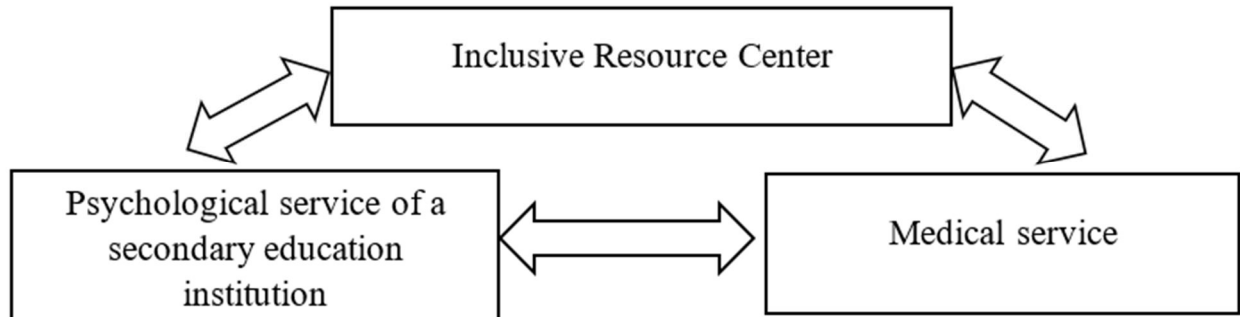 Inclusive Resource Center
Psychological service of a
secondary education
institution
Medical service